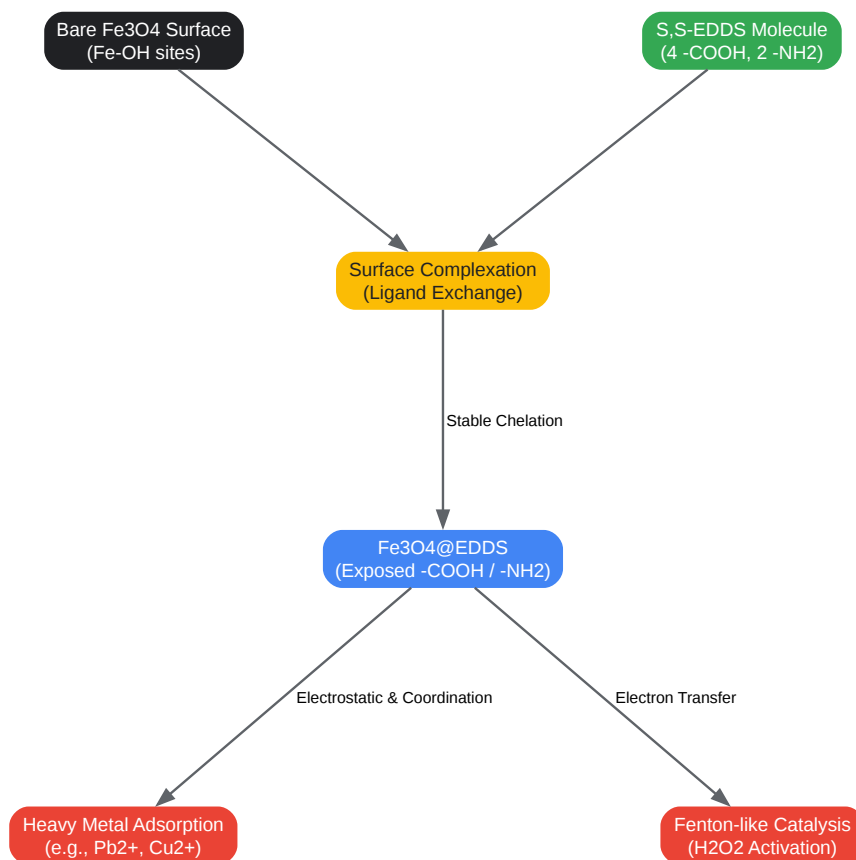 Bare Fe3O4 Surface
(Fe-OH sites)
S,S-EDDS Molecule
(4 -COOH, 2 -NH2)
Surface Complexation
(Ligand Exchange)
Stable Chelation
Fe3O4@EDDS
(Exposed -COOH / -NH2)
Electrostatic & Coordination
Electron Transfer
Heavy Metal Adsorption
(e.g., Pb2+, Cu2+)
Fenton-like Catalysis
(H2O2 Activation)